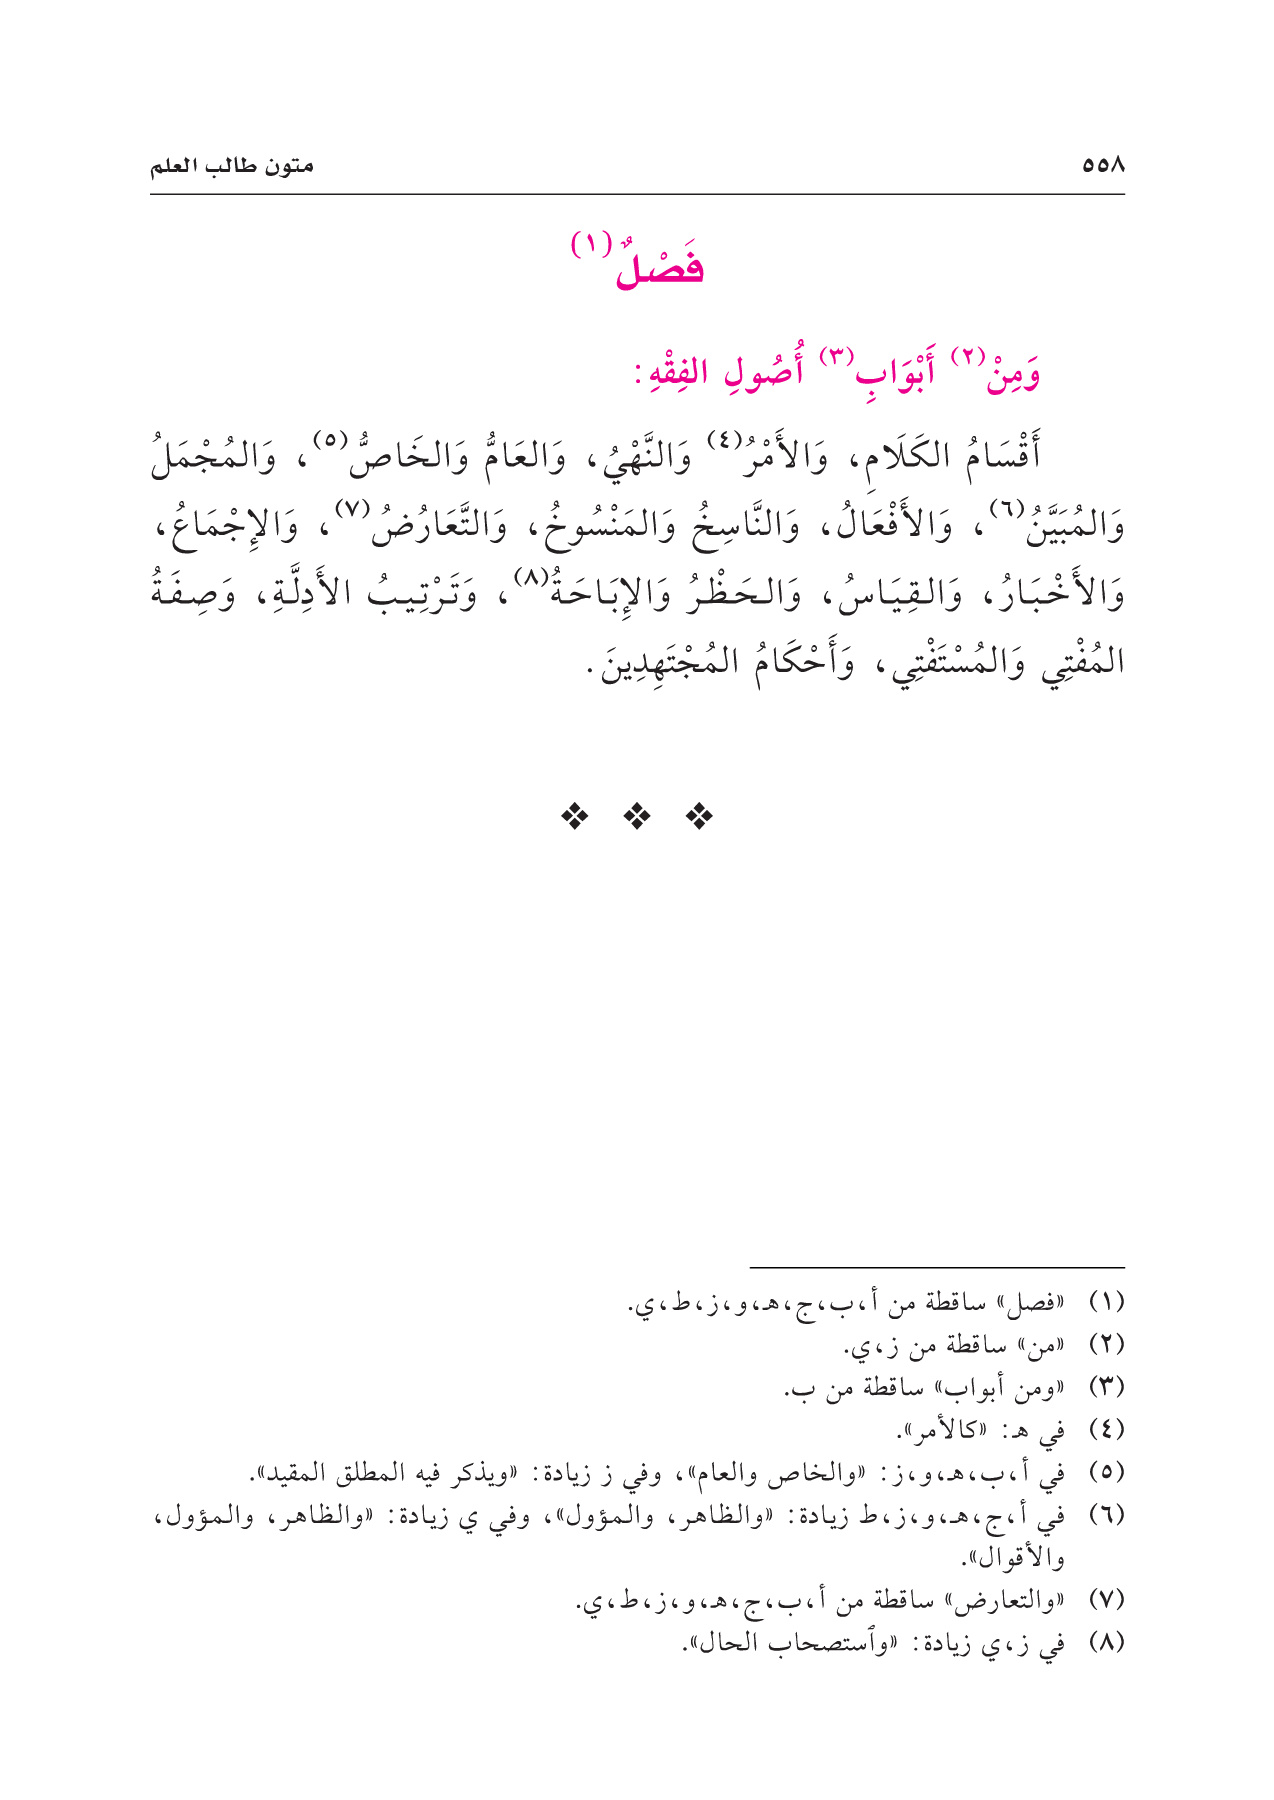 ٥٥٨ متون طالب العلم
فَصْلٌ(١)
وَمِنْ(٢) أَبْوَابِ(٣) أُصُولِ الفِقْهِ:
أَقْسَامُ الكَلَامِ، وَالأَمْرُ(٤) وَالنَّهْيُ، وَالعَامُّ وَالخَاصُّ(٥)، وَالمُجْمَلُ
وَالمُبَيَّنُ(٦)، وَالأَفْعَالُ، وَالنَّاسِخُ وَالمَنْسُوخُ، وَالتَّعَارُضُ(٧)، وَالإِجْمَاعُ،
وَالأَخْبَارُ، وَالقِيَاسُ، وَالحَظْرُ وَالإِبَاحَةُ(٨)، وَتَرْتِيبُ الأَدِلَّةِ، وَصِفَةُ
المُفْتِي وَالمُسْتَفْتِي، وَأَحْكَامُ المُجْتَهِدِينَ.
❖ ❖ ❖
(١) «فصل» ساقطة من أ،ب،ج،هـ،و،ز،ط،ي.
(٢) «من» ساقطة من ز،ي.
(٣) «ومن أبواب» ساقطة من ب.
(٤) في هـ: «كالأمر».
(٥) في أ،ب،هـ،و،ز: «والخاص والعام»، وفي ز زيادة: «ويذكر فيه المطلق المقيد».
(٦) في أ،ج،هـ،و،ز،ط زيادة: «والظاهر، والمؤول»، وفي ي زيادة: «والظاهر، والمؤول،
والأقوال».
(٧) «والتعارض» ساقطة من أ،ب،ج،هـ،و،ز،ط،ي.
(٨) في ز،ي زيادة: «وٱستصحاب الحال».